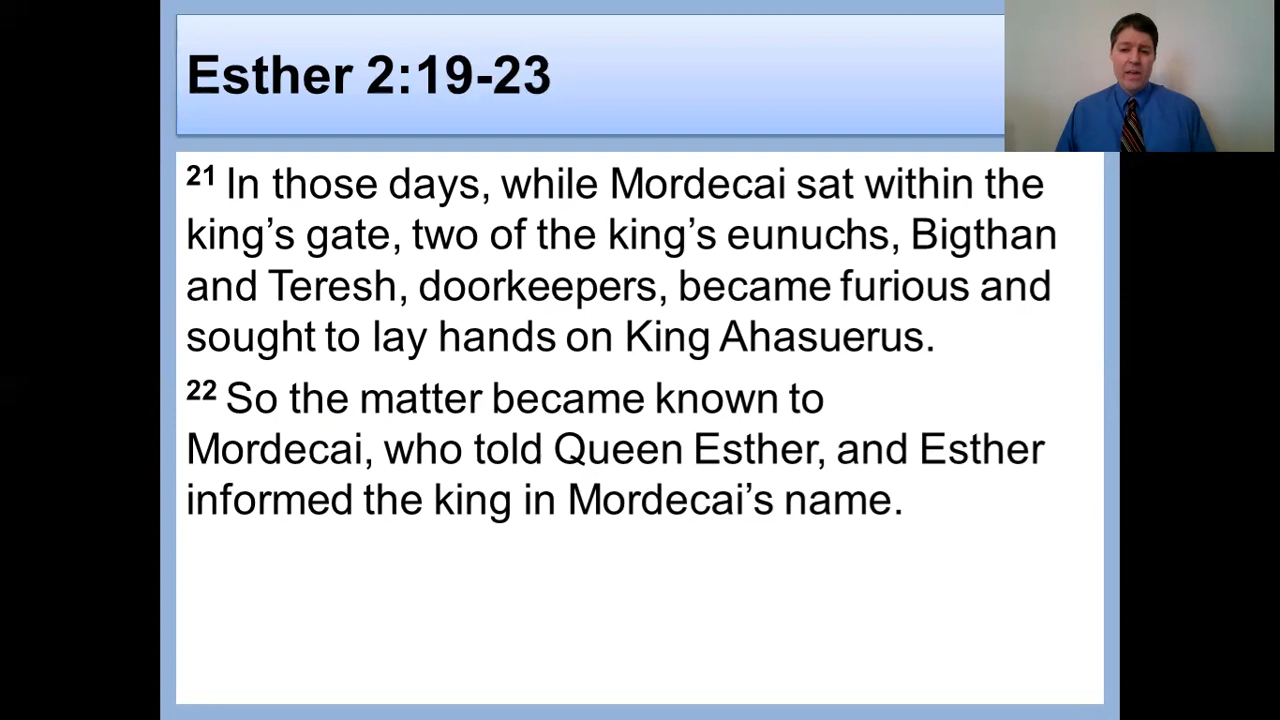 Esther 2:19-23
21 In those days, while Mordecai sat within the
king’s gate, two of the king’s eunuchs, Bigthan
and Teresh, doorkeepers, became furious and
sought to lay hands on King Ahasuerus.
22 So the matter became known to
Mordecai, who told Queen Esther, and Esther
informed the king in Mordecai’s name.